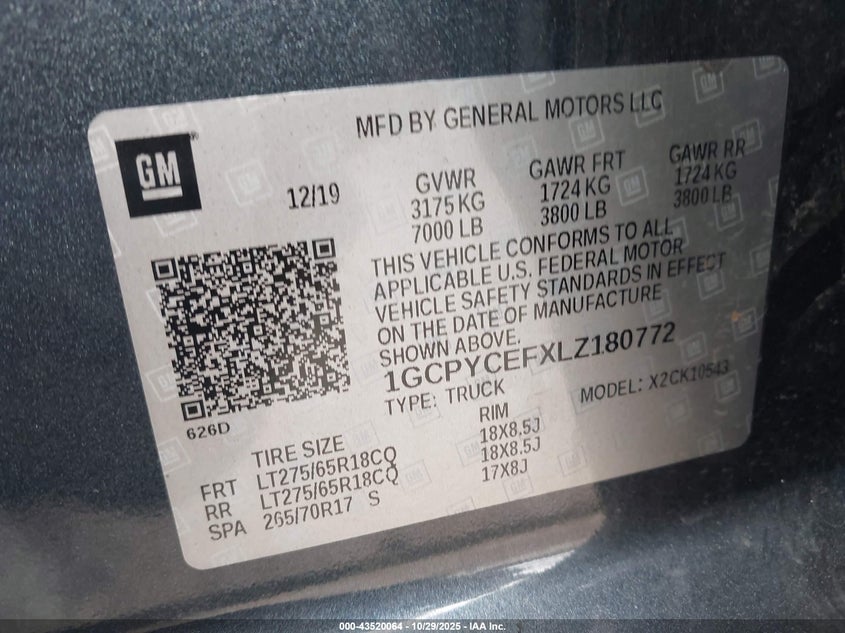 MFD BY GENERAL MOTORS LLC
GM
12/19
GVWR
3175 KG
7000 LB
GAWR FRT
1724 KG
3800 LB
GAWR RR
1724 KG
3800 LB
THIS VEHICLE CONFORMS TO ALL
APPLICABLE U.S. FEDERAL MOTOR
VEHICLE SAFETY STANDARDS IN EFFECT
ON THE DATE OF MANUFACTURE
SHOWN ABOVE.
1GCPYCEFXLZ180772
TYPE: TRUCK
MODEL: X2CK10543
626D
TIRE SIZE RIM
FRT LT275/65R18CQ 18X8.5J
RR LT275/65R18CQ 18X8.5J
SPA 265/70R17 S 17X8J
000-43520064 - 10/29/2025 - IAA Inc.